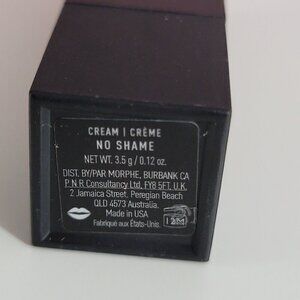 CREAM | CRÈME
NO SHAME
NET WT. 3.5 g / 0.12 oz.
DIST. BY/PAR MORPHE, BURBANK CA
P N R Consultancy Ltd, FY8 5FT, U.K.
2 Jamaica Street, Peregian Beach
QLD 4573 Australia.
Made in USA
Fabriqué aux États-Unis.
12M